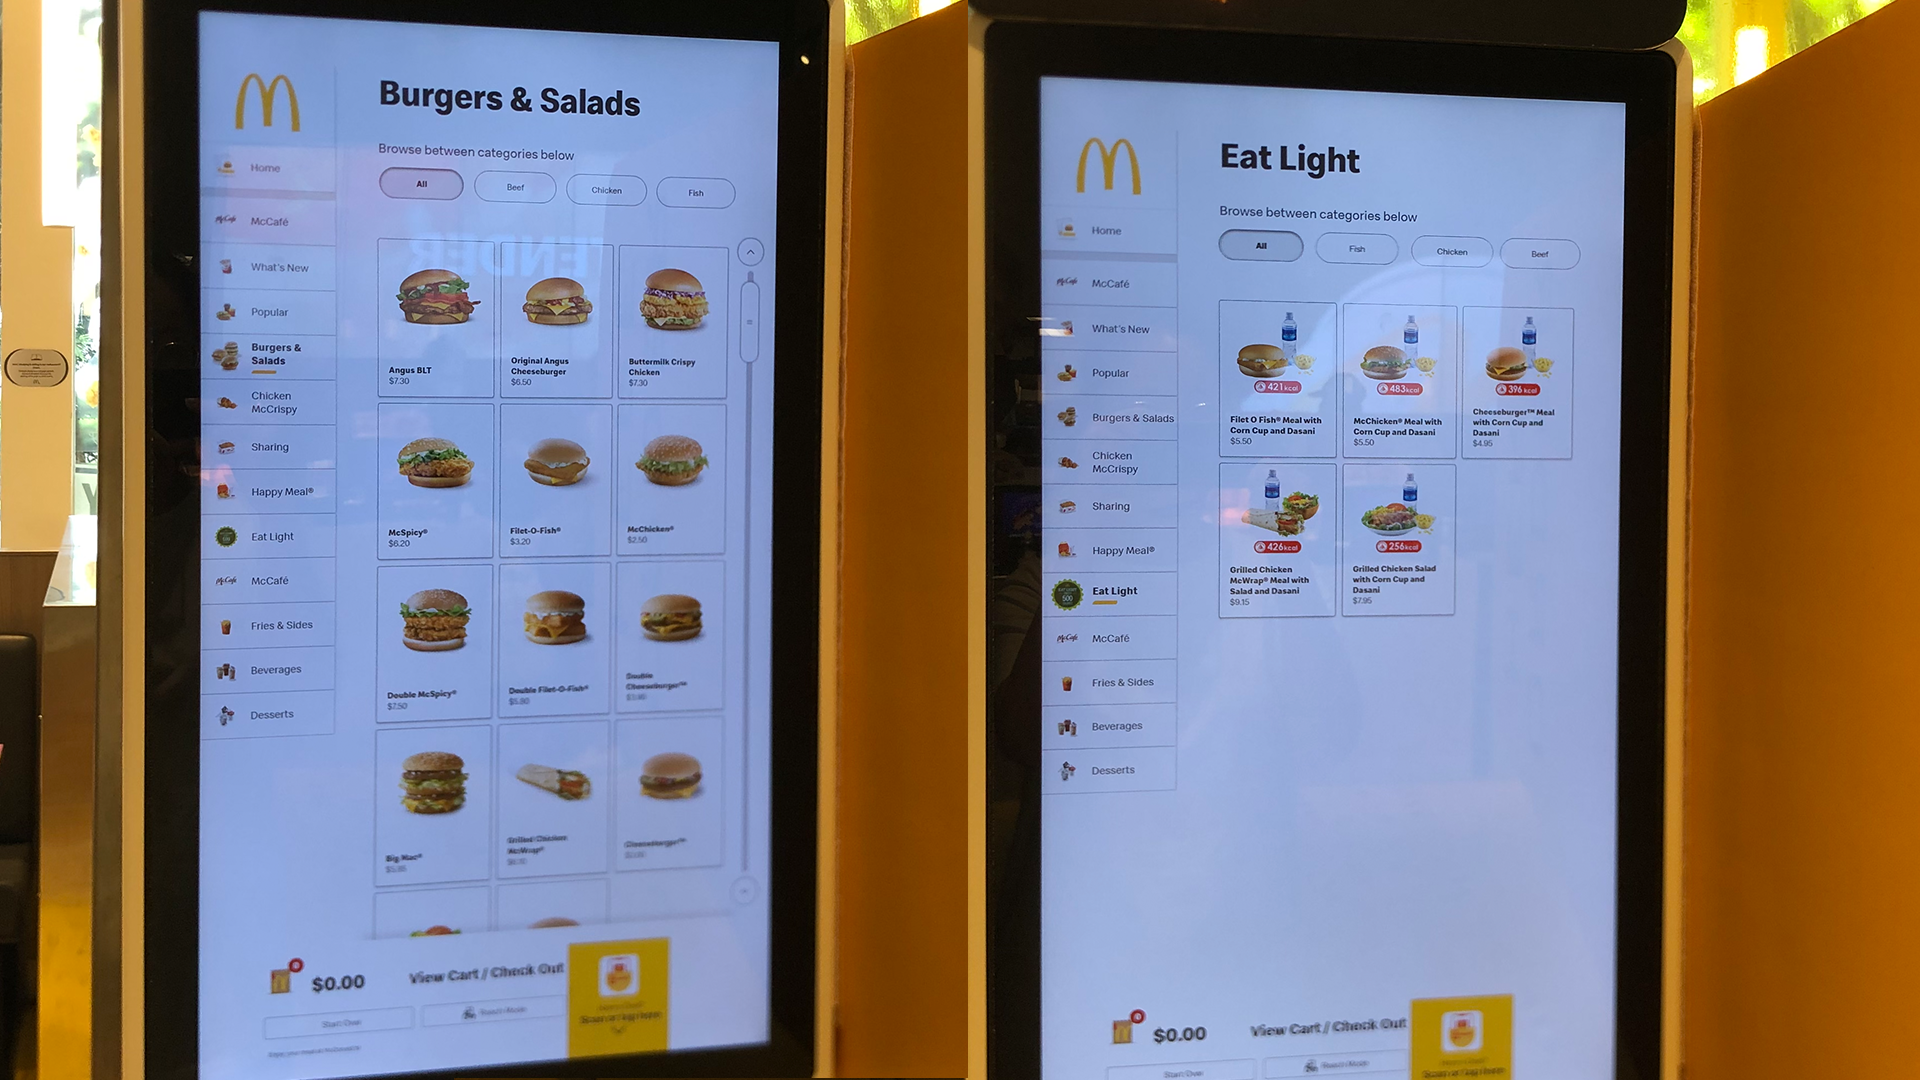 Burgers & Salads
Browse between categories below
All
Beef
Chicken
Fish
Home
McCafé
What's New
Popular
Burgers &
Salads
Chicken
McCrispy
Sharing
Happy Meal®
Eat Light
McCafé
Fries & Sides
Beverages
Desserts
Angus BLT
$7.30
Original Angus
Cheeseburger
$6.50
Buttermilk Crispy
Chicken
$7.30
McSpicy®
$6.20
Filet-O-Fish®
$3.20
McChicken®
$2.50
Double McSpicy®
$7.50
Double Filet-O-Fish®
$5.80
Double
Cheeseburger™
Big Mac®
Grilled Chicken
McWrap®
Cheeseburger™
$0.00
View Cart / Check Out
Start Over
Eat Light
Browse between categories below
All
Fish
Chicken
Beef
Home
McCafé
What's New
Popular
Burgers & Salads
Chicken
McCrispy
Sharing
Happy Meal®
Eat Light
McCafé
Fries & Sides
Beverages
Desserts
421 kcal
Filet O Fish® Meal with
Corn Cup and Dasani
$5.50
483 kcal
McChicken® Meal with
Corn Cup and Dasani
$5.50
396 kcal
Cheeseburger™ Meal
with Corn Cup and
Dasani
$4.95
426 kcal
Grilled Chicken
McWrap® Meal with
Salad and Dasani
$9.15
256 kcal
Grilled Chicken Salad
with Corn Cup and
Dasani
$7.95
500
$0.00
View Cart / Check Out
Start Over